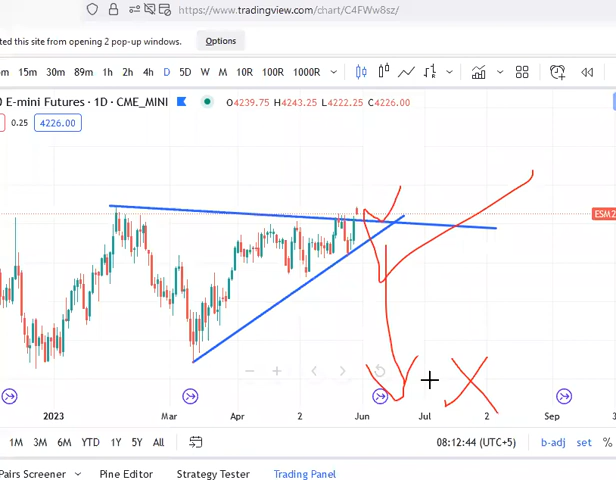 https://www.tradingview.com/chart/C4FWw8sz/
ted this site from opening 2 pop-up windows.
Options
15m 30m 89m 1h 2h 4h D 5D W M 10R 100R 1000R
E-mini Futures · 1D · CME_MINI O4239.75 H4243.25 L4222.25 C4226.00
0.25 4226.00
ESM2
2023 Mar Apr 2 Jun Jul 2 Sep
1M 3M 6M YTD 1Y 5Y All 08:12:44 (UTC+5) b-adj set %
Pairs Screener Pine Editor Strategy Tester Trading Panel